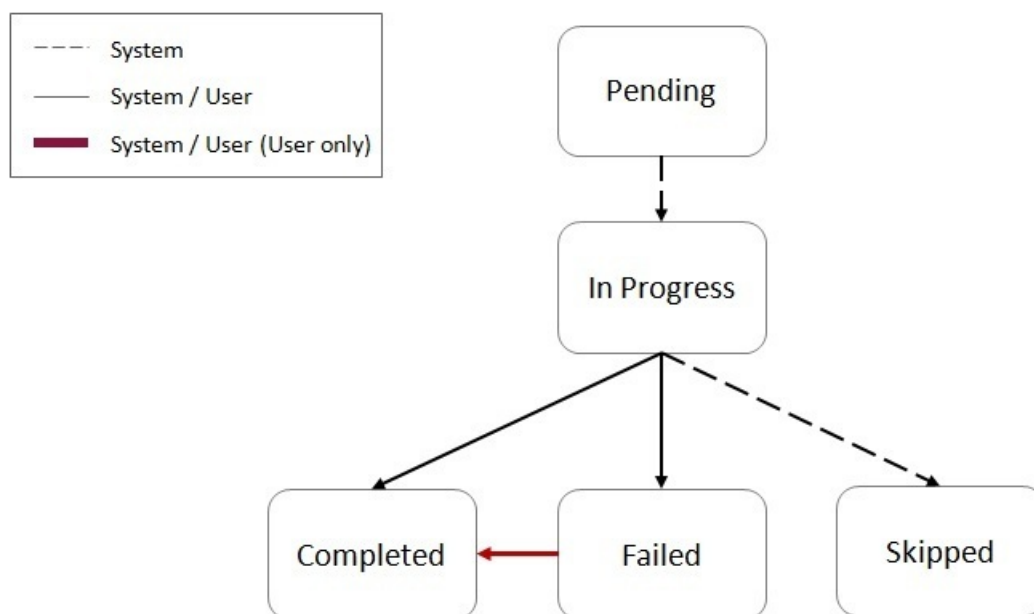 System
System / User
System / User (User only)
Pending
In Progress
Completed
Failed
Skipped